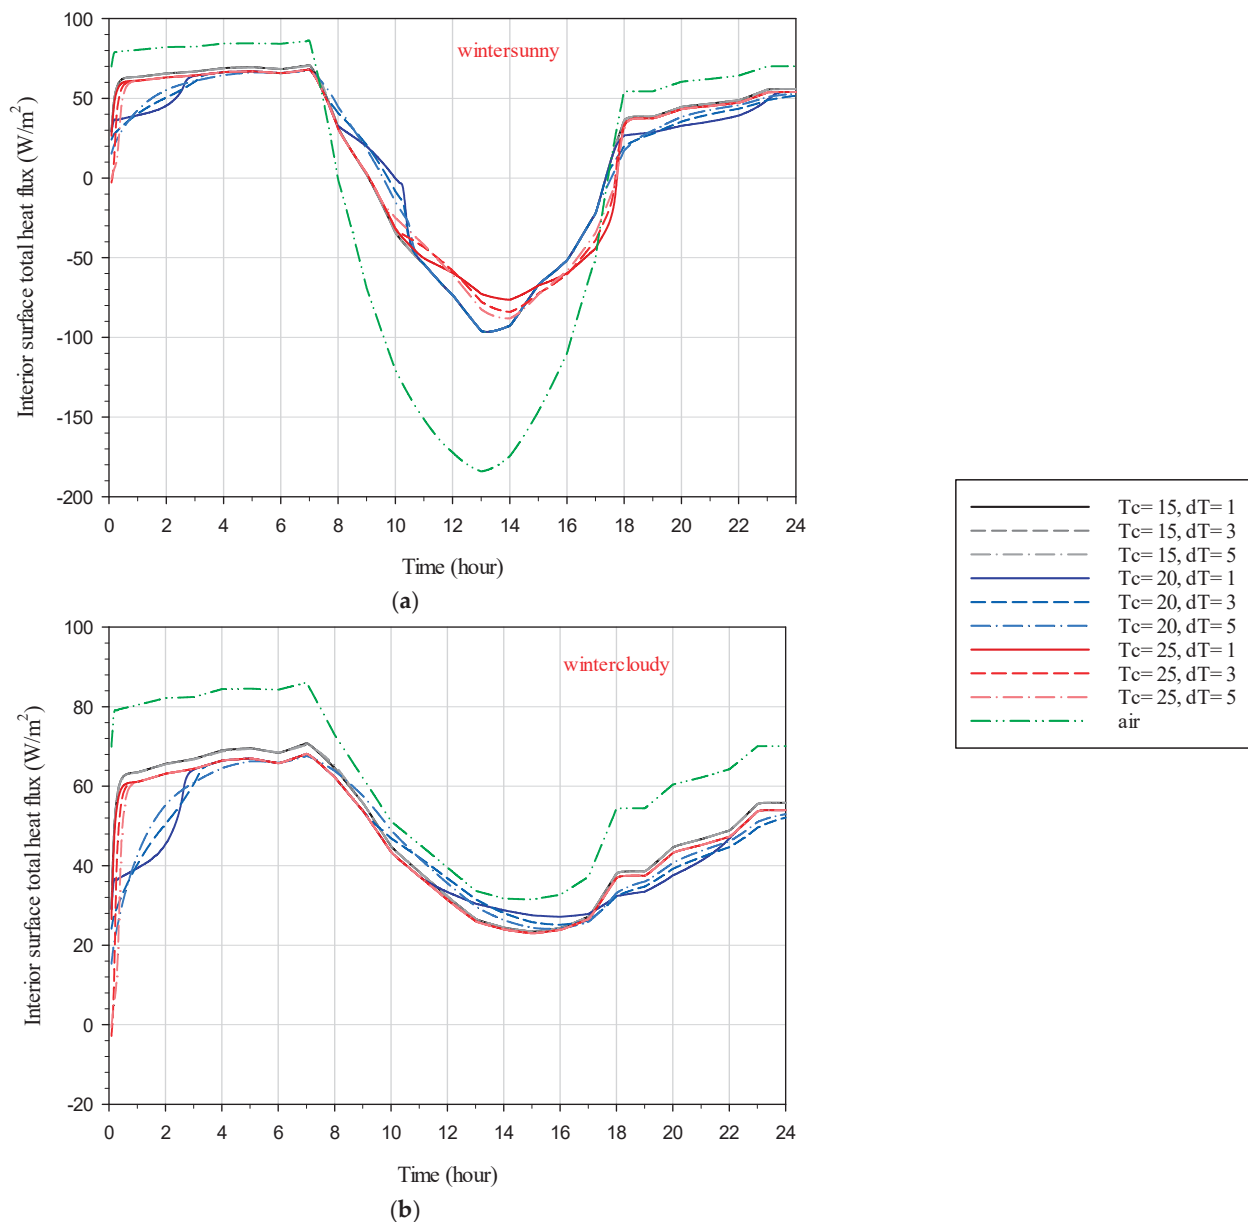 100
50
0
-50
-100
-150
-200
Interior surface total heat flux (W/m²)
wintersunny
0 2 4 6 8 10 12 14 16 18 20 22 24
Time (hour)
(a)
Tc= 15, dT= 1
Tc= 15, dT= 3
Tc= 15, dT= 5
Tc= 20, dT= 1
Tc= 20, dT= 3
Tc= 20, dT= 5
Tc= 25, dT= 1
Tc= 25, dT= 3
Tc= 25, dT= 5
air
100
80
60
40
20
0
-20
Interior surface total heat flux (W/m²)
wintercloudy
0 2 4 6 8 10 12 14 16 18 20 22 24
Time (hour)
(b)